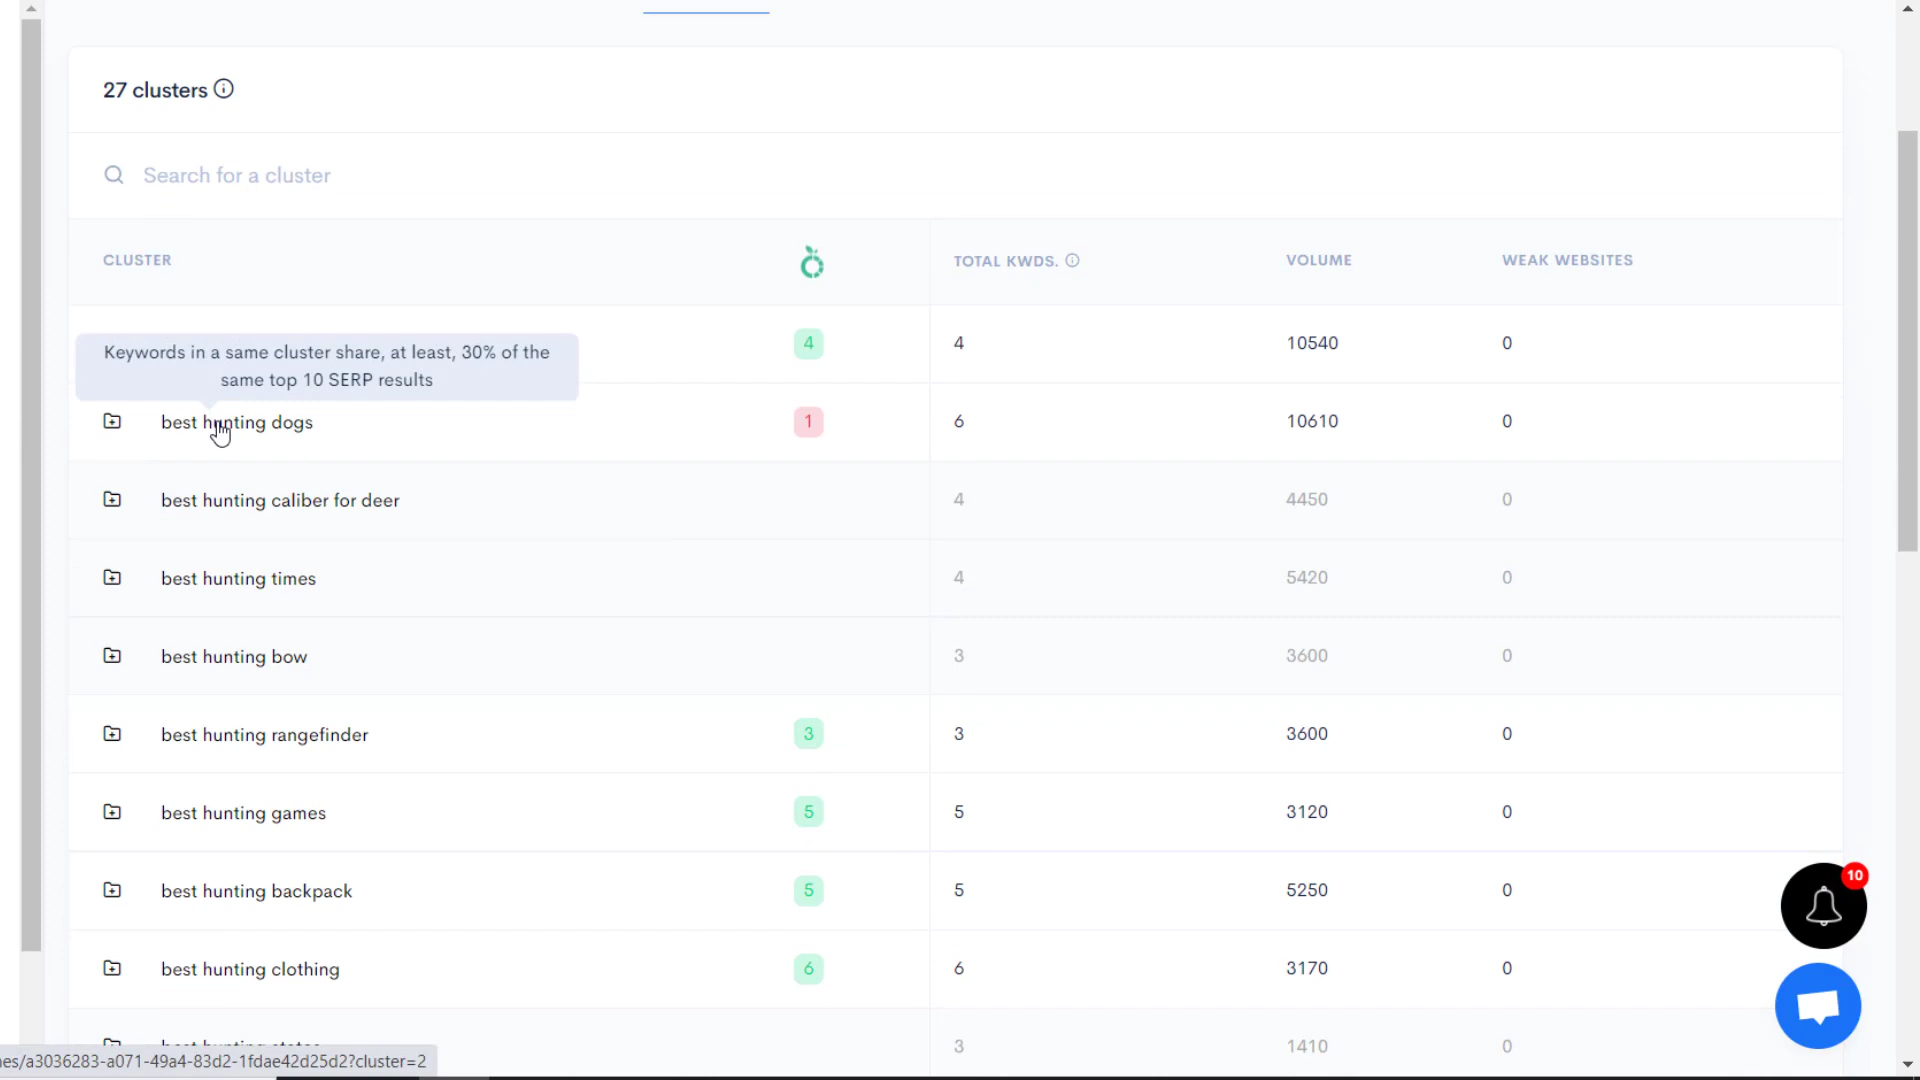 27 clusters
Search for a cluster
CLUSTER TOTAL KWDS. VOLUME WEAK WEBSITES
Keywords in a same cluster share, at least, 30% of the
same top 10 SERP results
4 4 10540 0
best hunting dogs 1 6 10610 0
best hunting caliber for deer 4 4450 0
best hunting times 4 5420 0
best hunting bow 3 3600 0
best hunting rangefinder 3 3 3600 0
best hunting games 5 5 3120 0
best hunting backpack 5 5 5250 0
10
best hunting clothing 6 6 3170 0
best hunting states 3 1410 0
nes/a3036283-a071-49a4-83d2-1fdae42d25d2?cluster=2